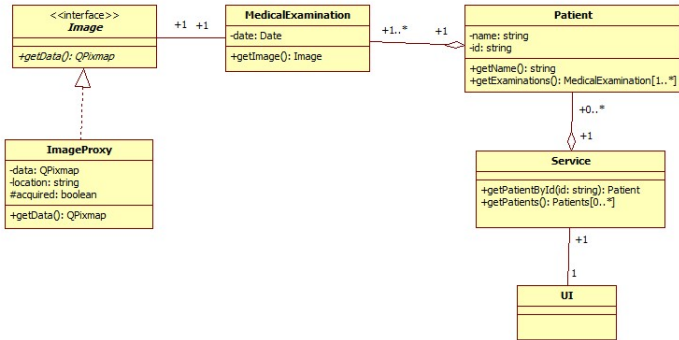 <<interface>>
Image
+getData(): QPixmap
+1
+1
MedicalExamination
-date: Date
+getImage(): Image
+1..*
+1
Patient
-name: string
-id: string
+getName(): string
+getExaminations(): MedicalExamination[1..*]
+0..*
+1
ImageProxy
-data: QPixmap
-location: string
#acquired: boolean
+getData(): QPixmap
Service
+getPatientById(id: string): Patient
+getPatients(): Patients[0..*]
+1
1
UI